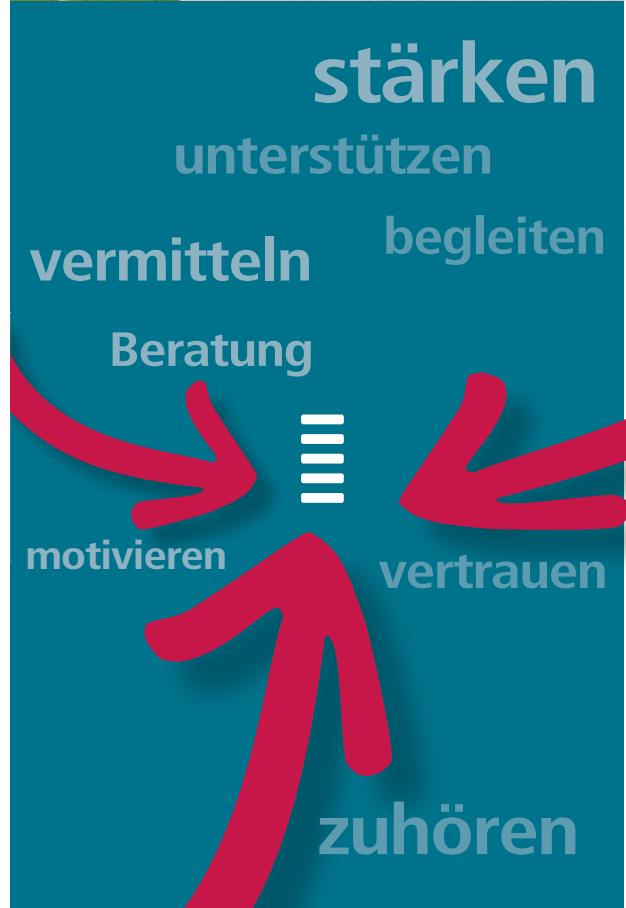 stärken
unterstützen
begleiten
vermitteln
Beratung
motivieren
vertrauen
zuhören